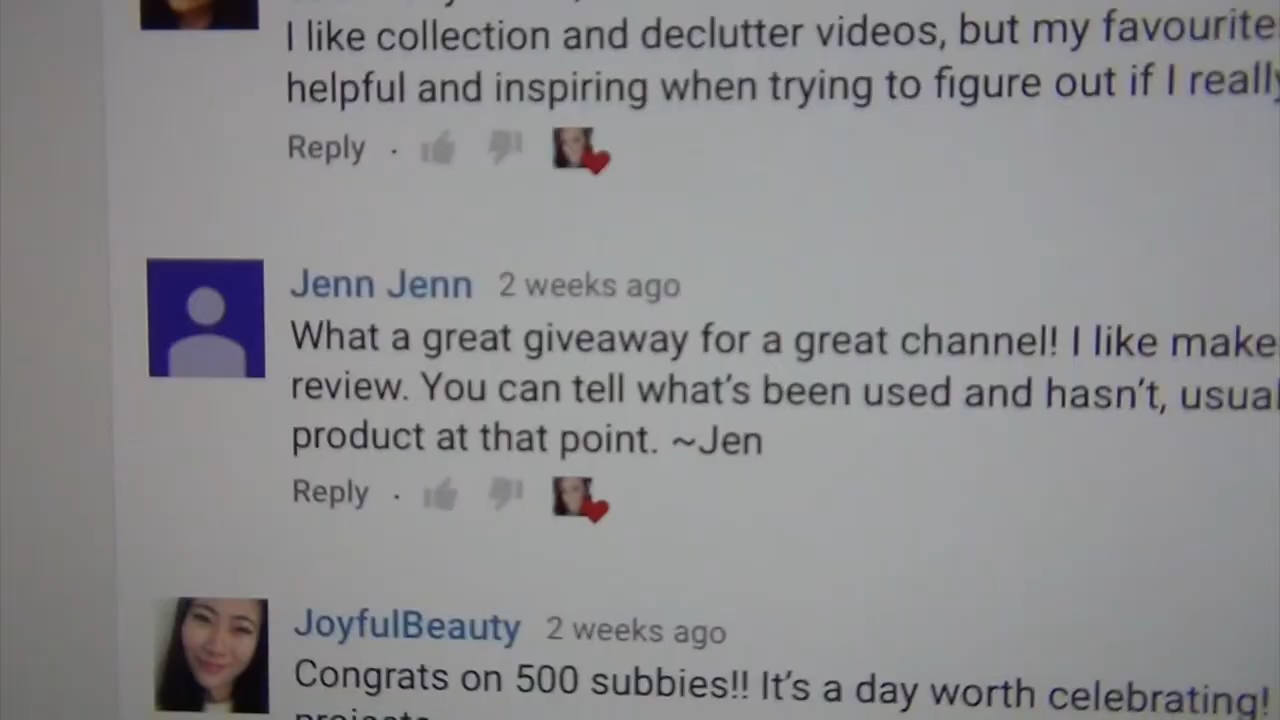 I like collection and declutter videos, but my favourite
helpful and inspiring when trying to figure out if I really
Reply ·
Jenn Jenn 2 weeks ago
What a great giveaway for a great channel! I like make
review. You can tell what's been used and hasn't, usual
product at that point. ~Jen
Reply ·
JoyfulBeauty 2 weeks ago
Congrats on 500 subbies!! It's a day worth celebrating!
projects